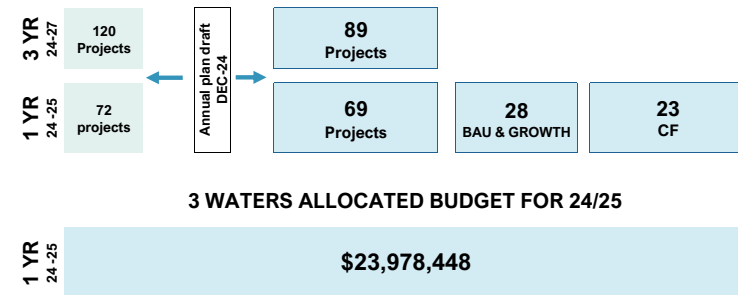 3 YR
24-27
120
Projects
Annual plan draft
DEC-24
89
Projects
1 YR
24 -25
72
projects
69
Projects
28
BAU & GROWTH
23
CF
3 WATERS ALLOCATED BUDGET FOR 24/25
1 YR
24 -25
$23,978,448